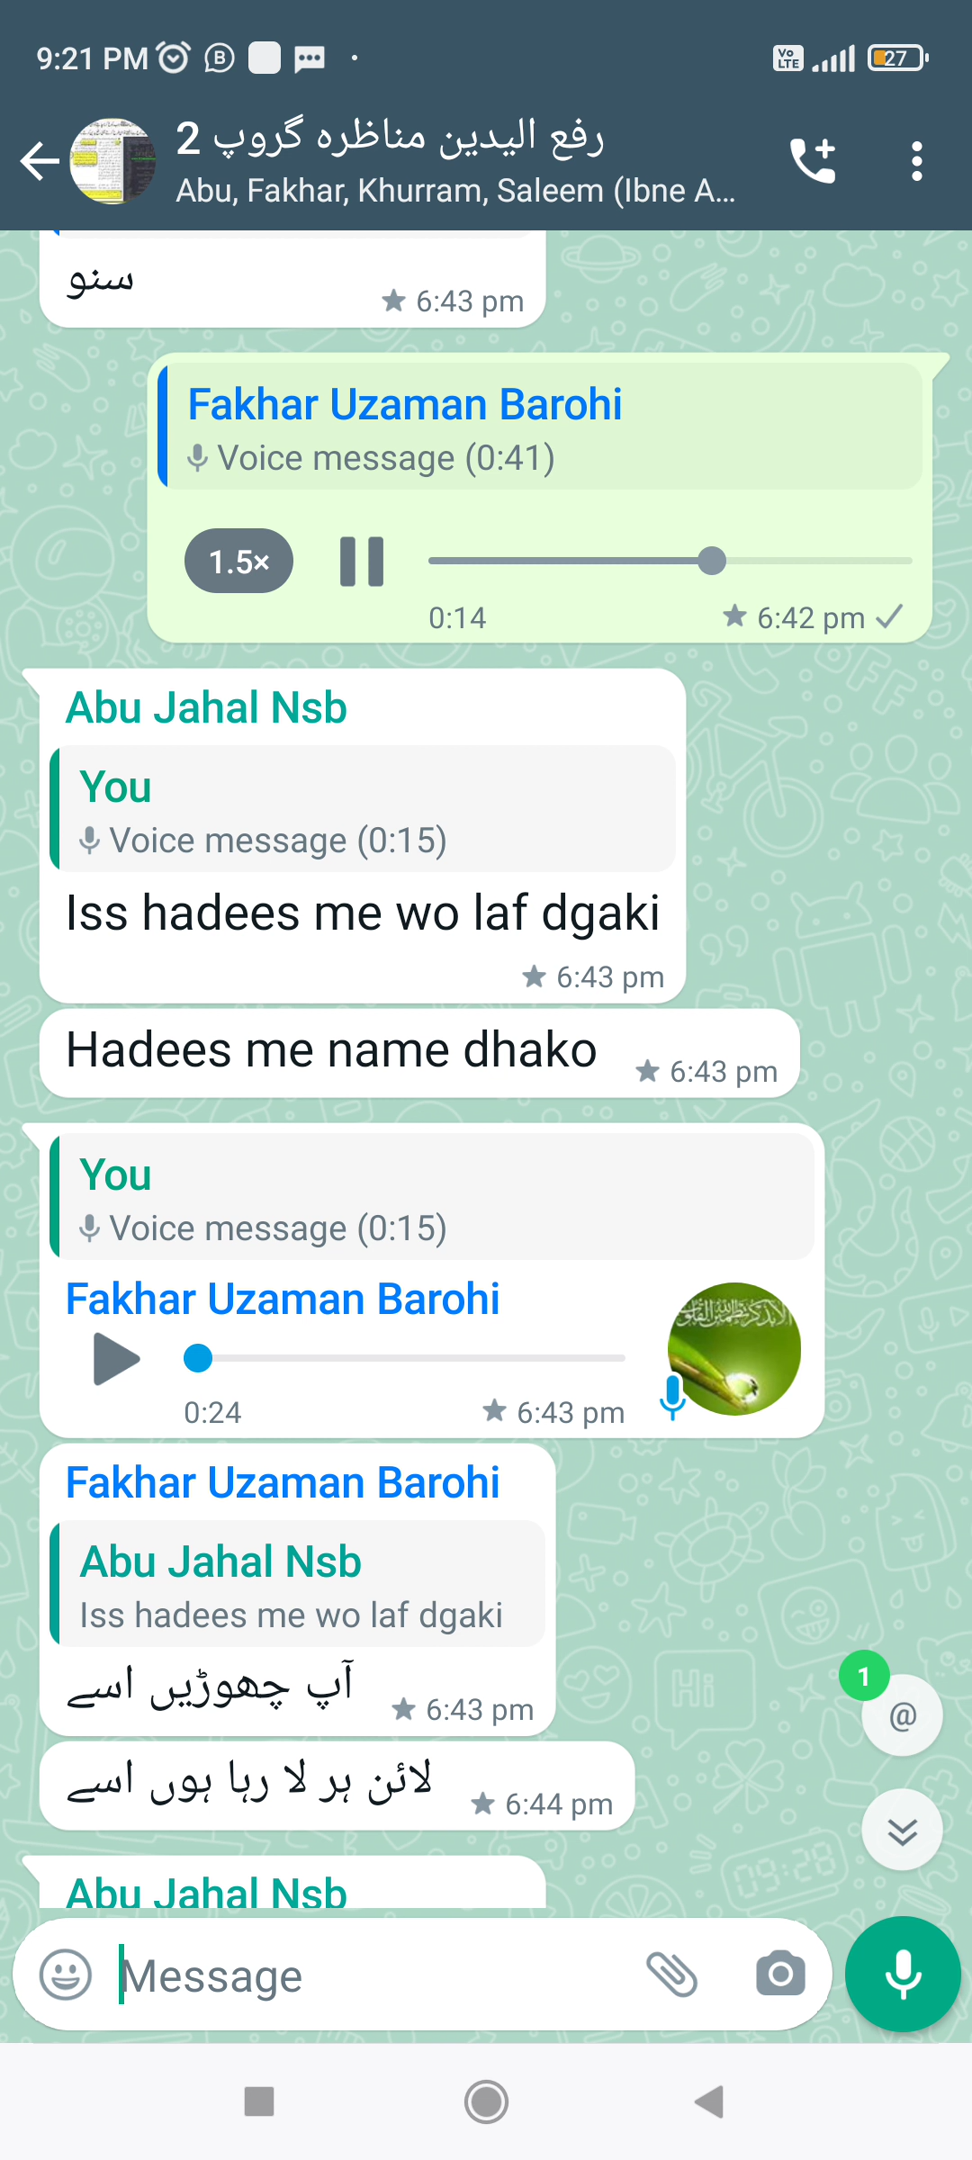 9:21 PM
Vo LTE
27
رفع الیدین مناظرہ گروپ 2
Abu, Fakhar, Khurram, Saleem (Ibne A...
سنو
6:43 pm
Fakhar Uzaman Barohi
Voice message (0:41)
1.5×
0:14
6:42 pm
Abu Jahal Nsb
You
Voice message (0:15)
Iss hadees me wo laf dgaki
6:43 pm
Hadees me name dhako
6:43 pm
You
Voice message (0:15)
Fakhar Uzaman Barohi
0:24
6:43 pm
Fakhar Uzaman Barohi
Abu Jahal Nsb
Iss hadees me wo laf dgaki
آپ چھوڑیں اسے
6:43 pm
لائن ہر لا رہا ہوں اسے
6:44 pm
1
@
Abu Jahal Nsb
Message